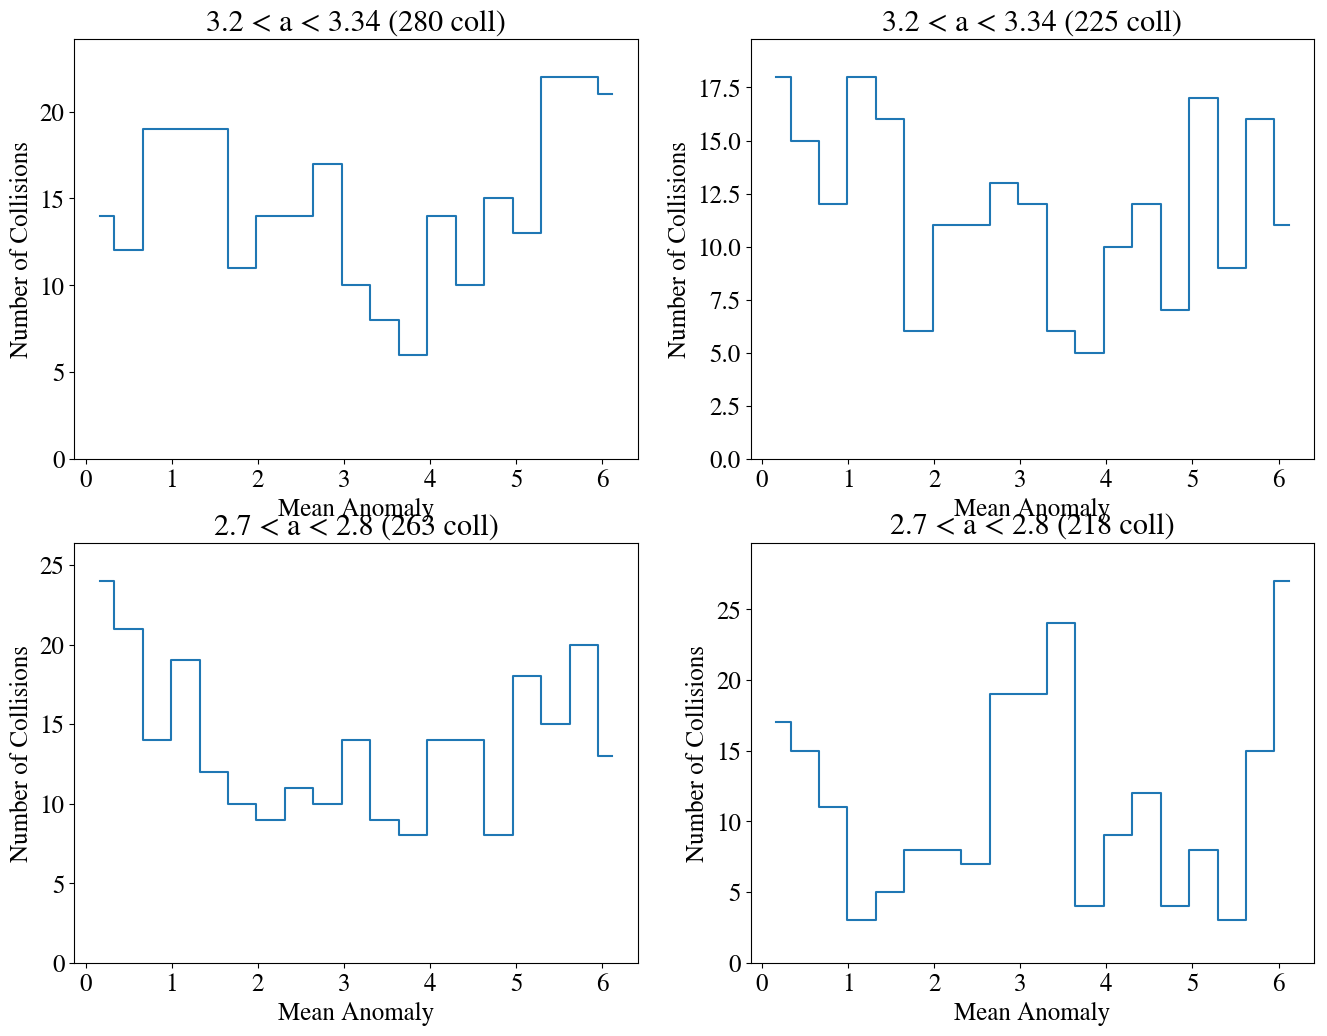 3.2 < a < 3.34 (280 coll)
Number of Collisions
20
15
10
5
0
0 1 2 3 4 5 6
Mean Anomaly
3.2 < a < 3.34 (225 coll)
Number of Collisions
17.5
15.0
12.5
10.0
7.5
5.0
2.5
0.0
0 1 2 3 4 5 6
Mean Anomaly
2.7 < a < 2.8 (263 coll)
Number of Collisions
25
20
15
10
5
0
0 1 2 3 4 5 6
Mean Anomaly
2.7 < a < 2.8 (218 coll)
Number of Collisions
25
20
15
10
5
0
0 1 2 3 4 5 6
Mean Anomaly